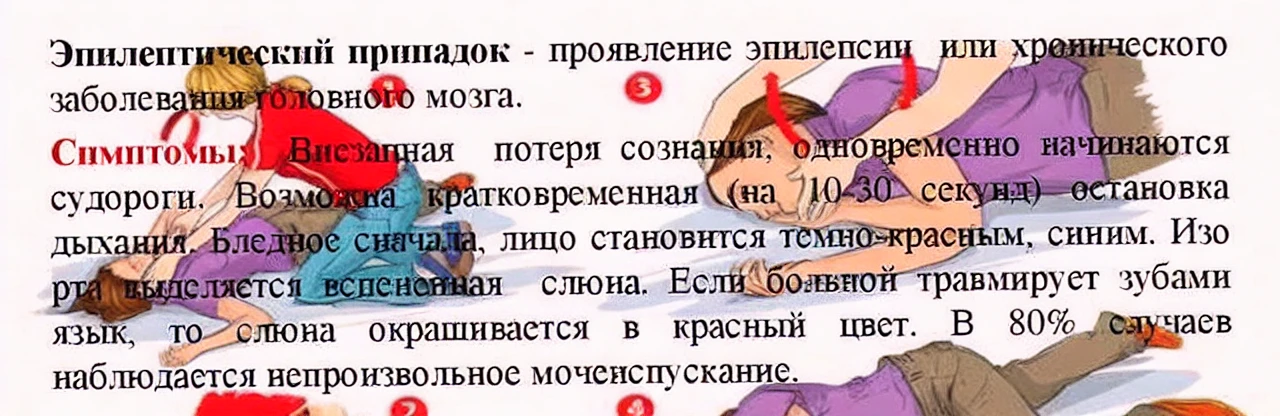 Эпилептический припадок - проявление эпилепсии или хронического
заболевания головного мозга.
Симптомы: Внезапная потеря сознания, одновременно начинаются
судороги. Возможна кратковременная (на 10-30 секунд) остановка
дыхания. Бледное сначала, лицо становится темно-красным, синим. Изо
рта выделяется вспененная слюна. Если больной травмирует зубами
язык, то слюна окрашивается в красный цвет. В 80% случаев
наблюдается непроизвольное мочеиспускание.
3
2
4